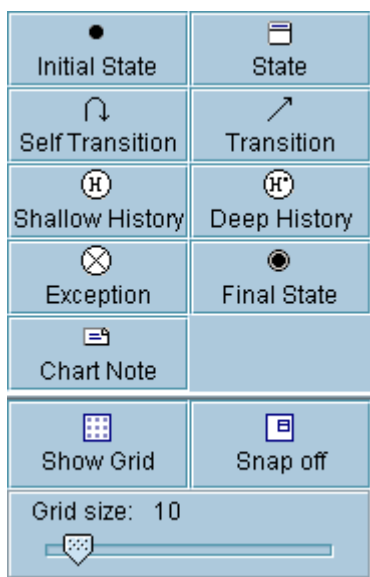 Initial State
State
Self Transition
Transition
H
Shallow History
H*
Deep History
Exception
Final State
Chart Note
Show Grid
Snap off
Grid size: 10